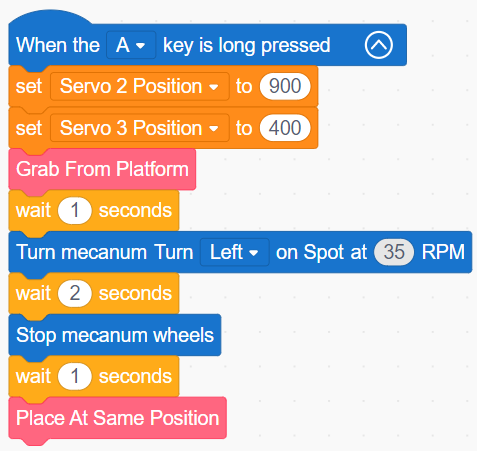 When the A key is long pressed
set Servo 2 Position to 900
set Servo 3 Position to 400
Grab From Platform
wait 1 seconds
Turn mecanum Turn Left on Spot at 35 RPM
wait 2 seconds
Stop mecanum wheels
wait 1 seconds
Place At Same Position